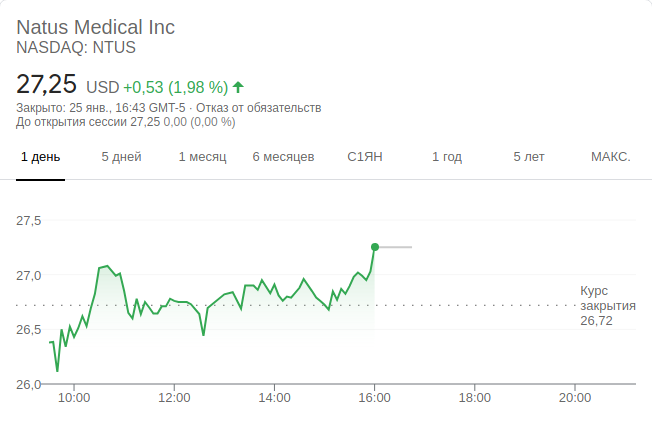 Natus Medical Inc
NASDAQ: NTUS
27,25 USD +0,53 (1,98 %)
Закрыто: 25 янв., 16:43 GMT-5 · Отказ от обязательств
До открытия сессии 27,25 0,00 (0,00 %)
1 день 5 дней 1 месяц 6 месяцев С1ЯН 1 год 5 лет МАКС.
27,5
27,0
Курс
закрытия
26,72
26,5
26,0
10:00 12:00 14:00 16:00 18:00 20:00